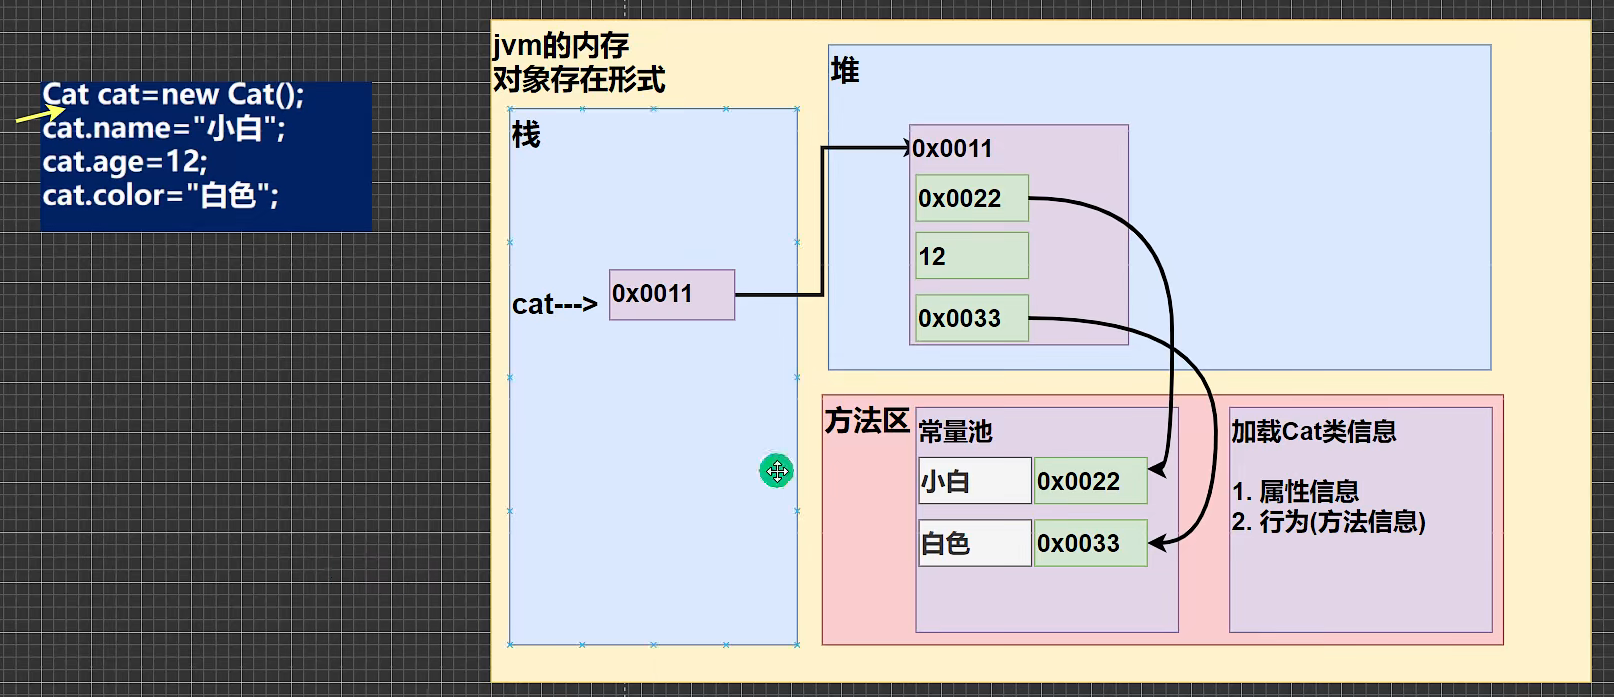 Cat cat=new Cat();
cat.name="小白";
cat.age=12;
cat.color="白色";
jvm的内存
对象存在形式
栈
cat--->
0x0011
堆
0x0011
0x0022
12
0x0033
方法区
常量池
小白
0x0022
白色
0x0033
加载Cat类信息
1. 属性信息
2. 行为(方法信息)